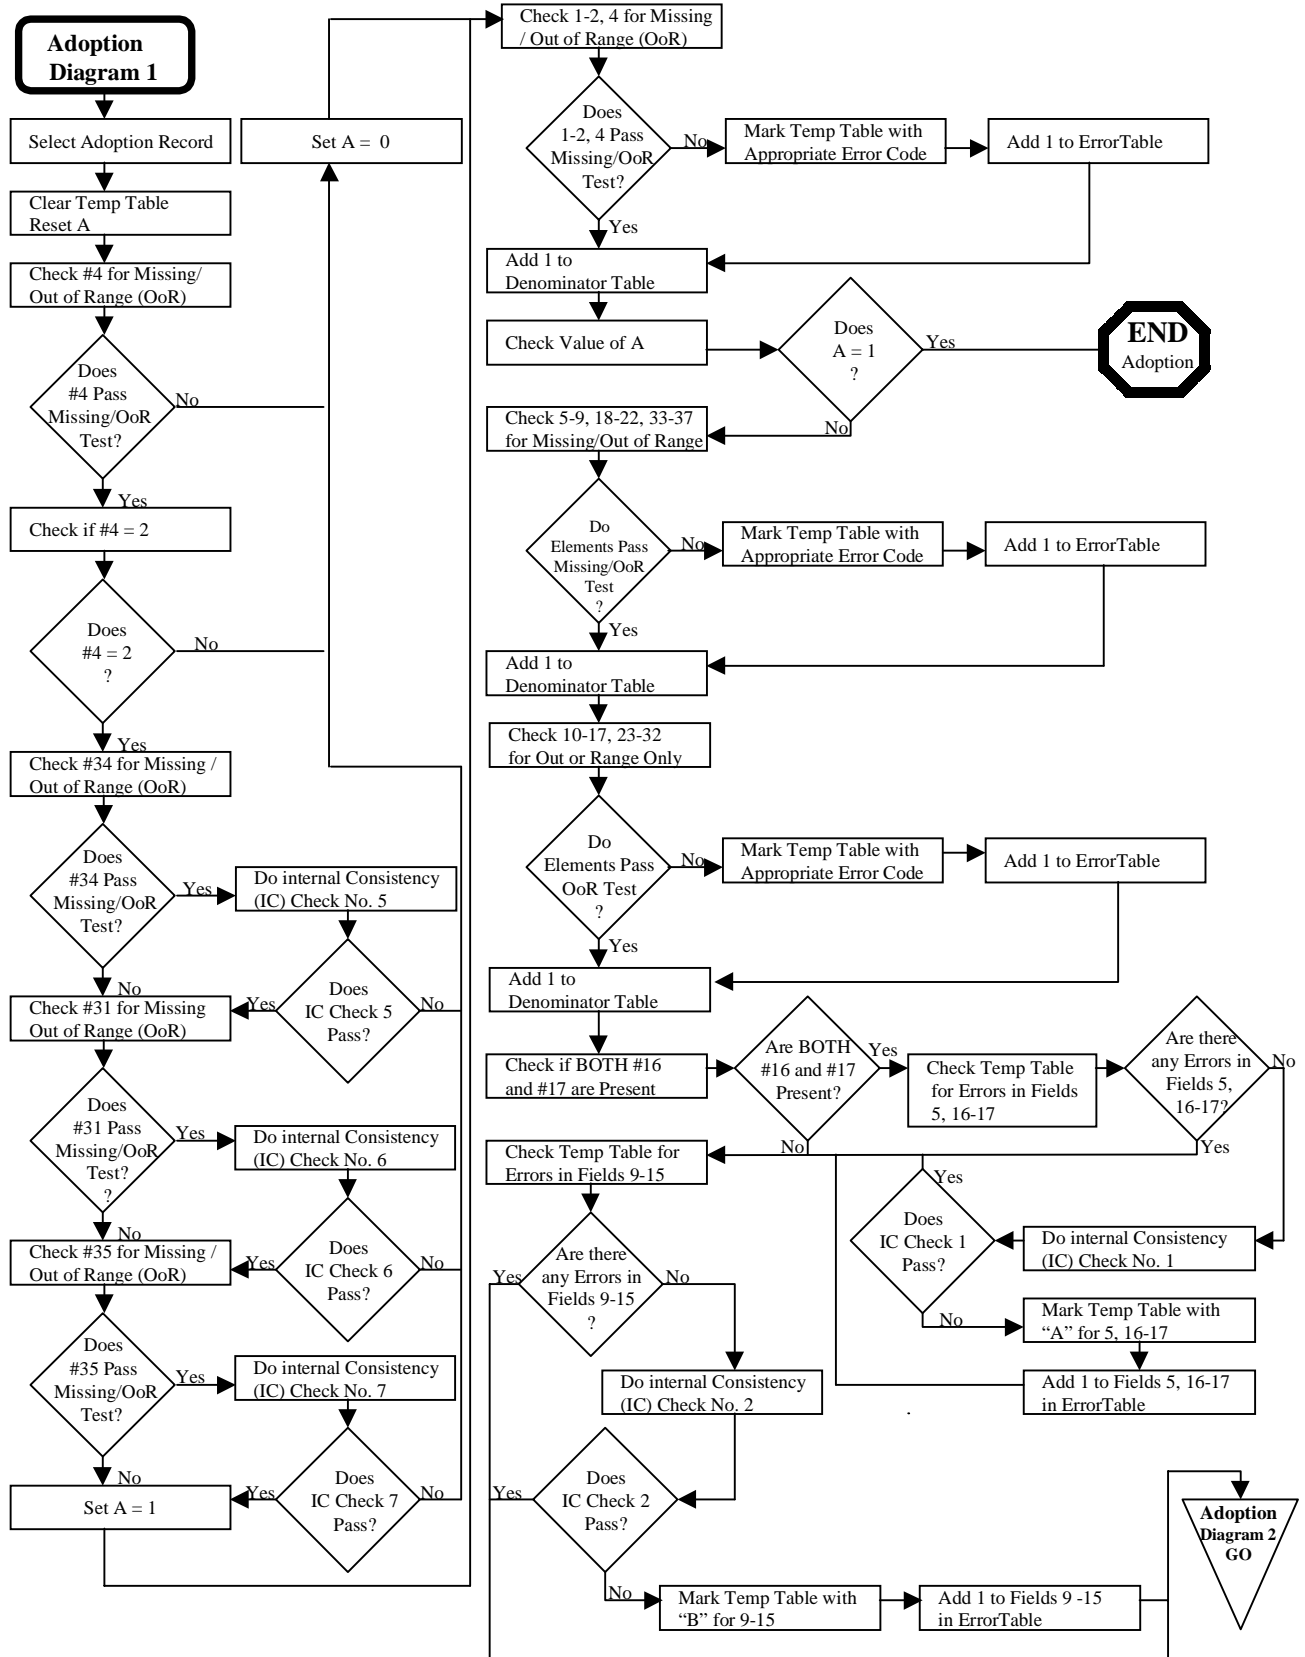 Adoption
Diagram 1
Select Adoption Record
Clear Temp Table
Reset A
Check #4 for Missing/
Out of Range (OoR)
Does
#4 Pass
Missing/OoR
Test?
No
Yes
Check if #4 = 2
Does
#4 = 2
?
No
Yes
Check #34 for Missing /
Out of Range (OoR)
Does
#34 Pass
Missing/OoR
Test?
Yes
Do internal Consistency
(IC) Check No. 5
No
Does
IC Check 5
Pass?
Yes
No
Check #31 for Missing
Out of Range (OoR)
Does
#31 Pass
Missing/OoR
Test?
?
Yes
Do internal Consistency
(IC) Check No. 6
No
Does
IC Check 6
Pass?
Yes
No
Check #35 for Missing /
Out of Range (OoR)
Does
#35 Pass
Missing/OoR
Test?
Yes
Do internal Consistency
(IC) Check No. 7
No
Does
IC Check 7
Pass?
Yes
No
Set A = 1
Set A = 0
Check 1-2, 4 for Missing
/ Out of Range (OoR)
Does
1-2, 4 Pass
Missing/OoR
Test?
No
Mark Temp Table with
Appropriate Error Code
Add 1 to ErrorTable
Yes
Add 1 to
Denominator Table
Check Value of A
Does
A = 1
?
Yes
END
Adoption
No
Check 5-9, 18-22, 33-37
for Missing/Out of Range
Do
Elements Pass
Missing/OoR
Test
?
No
Mark Temp Table with
Appropriate Error Code
Add 1 to ErrorTable
Yes
Add 1 to
Denominator Table
Check 10-17, 23-32
for Out or Range Only
Do
Elements Pass
OoR Test
?
No
Mark Temp Table with
Appropriate Error Code
Add 1 to ErrorTable
Yes
Add 1 to
Denominator Table
Check if BOTH #16
and #17 are Present
Are BOTH
#16 and #17
Present?
Yes
Check Temp Table
for Errors in Fields
5, 16-17
Are there
any Errors in
Fields 5,
16-17?
No
No
Yes
Check Temp Table for
Errors in Fields 9-15
Yes
Does
IC Check 1
Pass?
Do internal Consistency
(IC) Check No. 1
No
Mark Temp Table with
“A” for 5, 16-17
Add 1 to Fields 5, 16-17
in ErrorTable
Are there
any Errors in
Fields 9-15
?
Yes
No
Do internal Consistency
(IC) Check No. 2
Does
IC Check 2
Pass?
Yes
No
Mark Temp Table with
“B” for 9-15
Add 1 to Fields 9 -15
in ErrorTable
Adoption
Diagram 2
GO